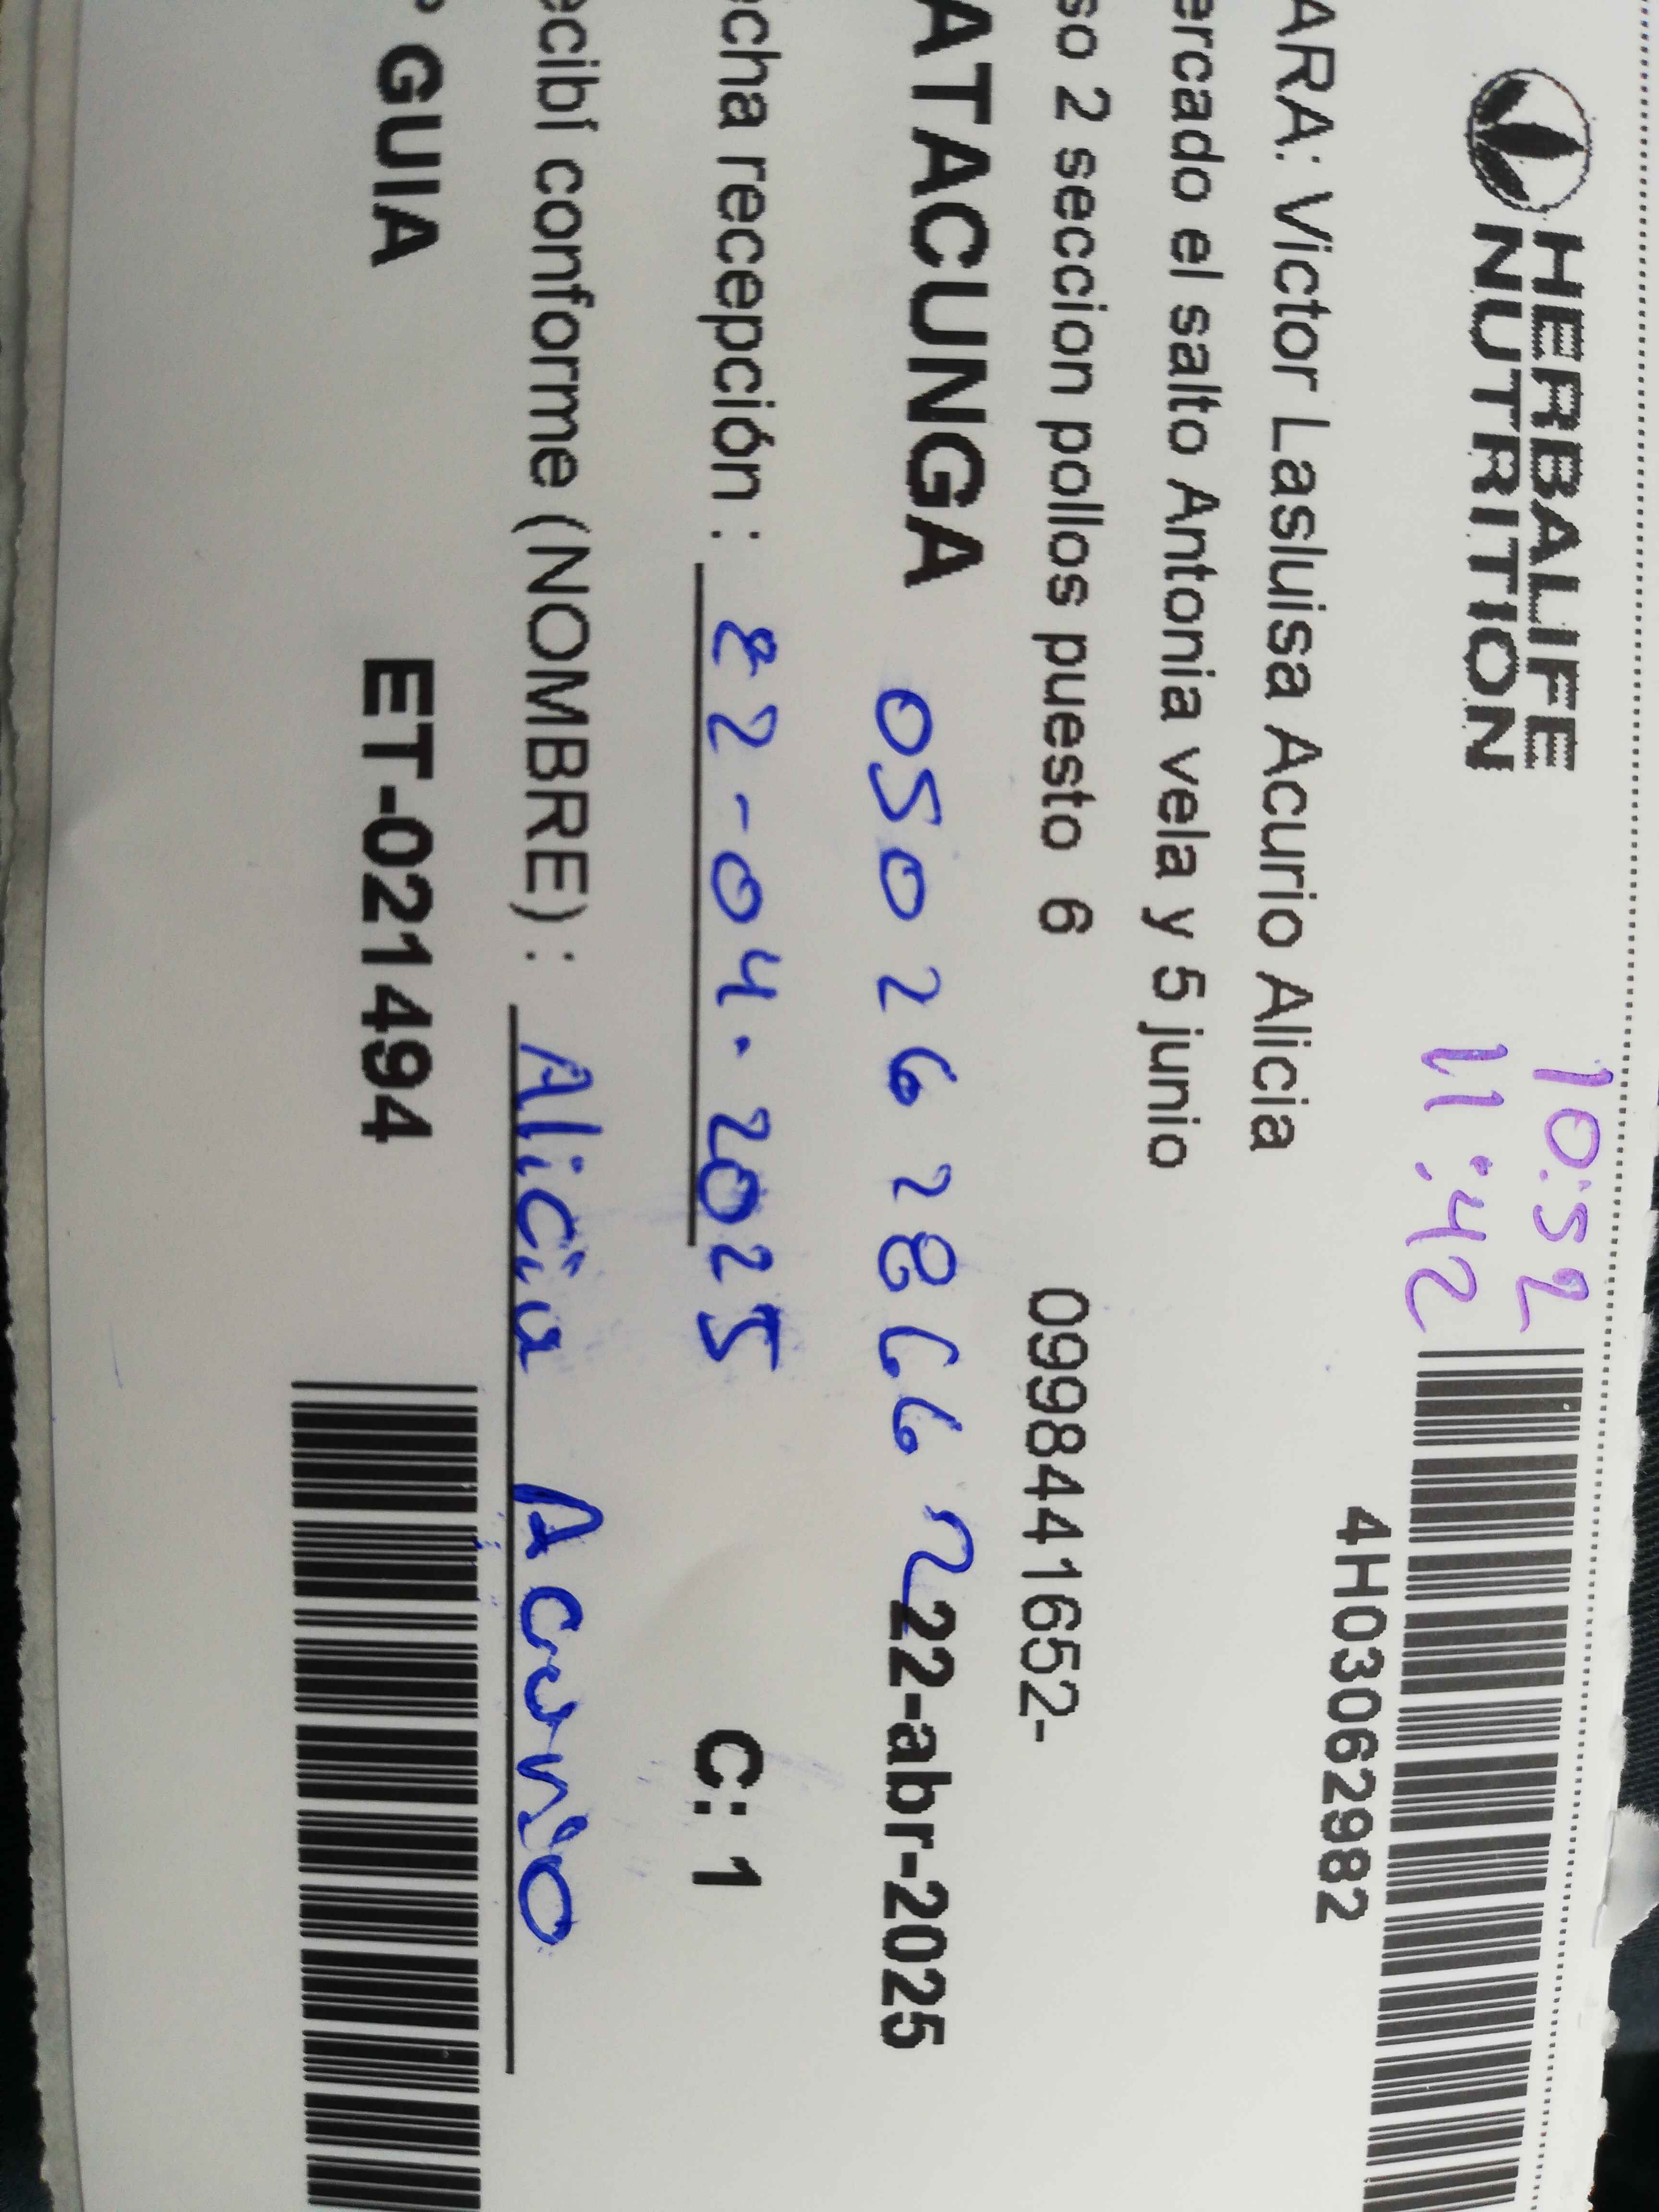 HERBALIFE
NUTRITION
10:52
11:42
4H03062982
ARA: Victor Lasluisa Acurio Alicia
ercado el salto Antonia vela y 5 junio
so 2 seccion pollos puesto 6 0998441652-
ATACUNGA 0502628662 22-abr-2025
echa recepción : 22-04-2025 C: 1
ecibí conforme (NOMBRE) : Alicia Acurio
° GUIA ET-021494